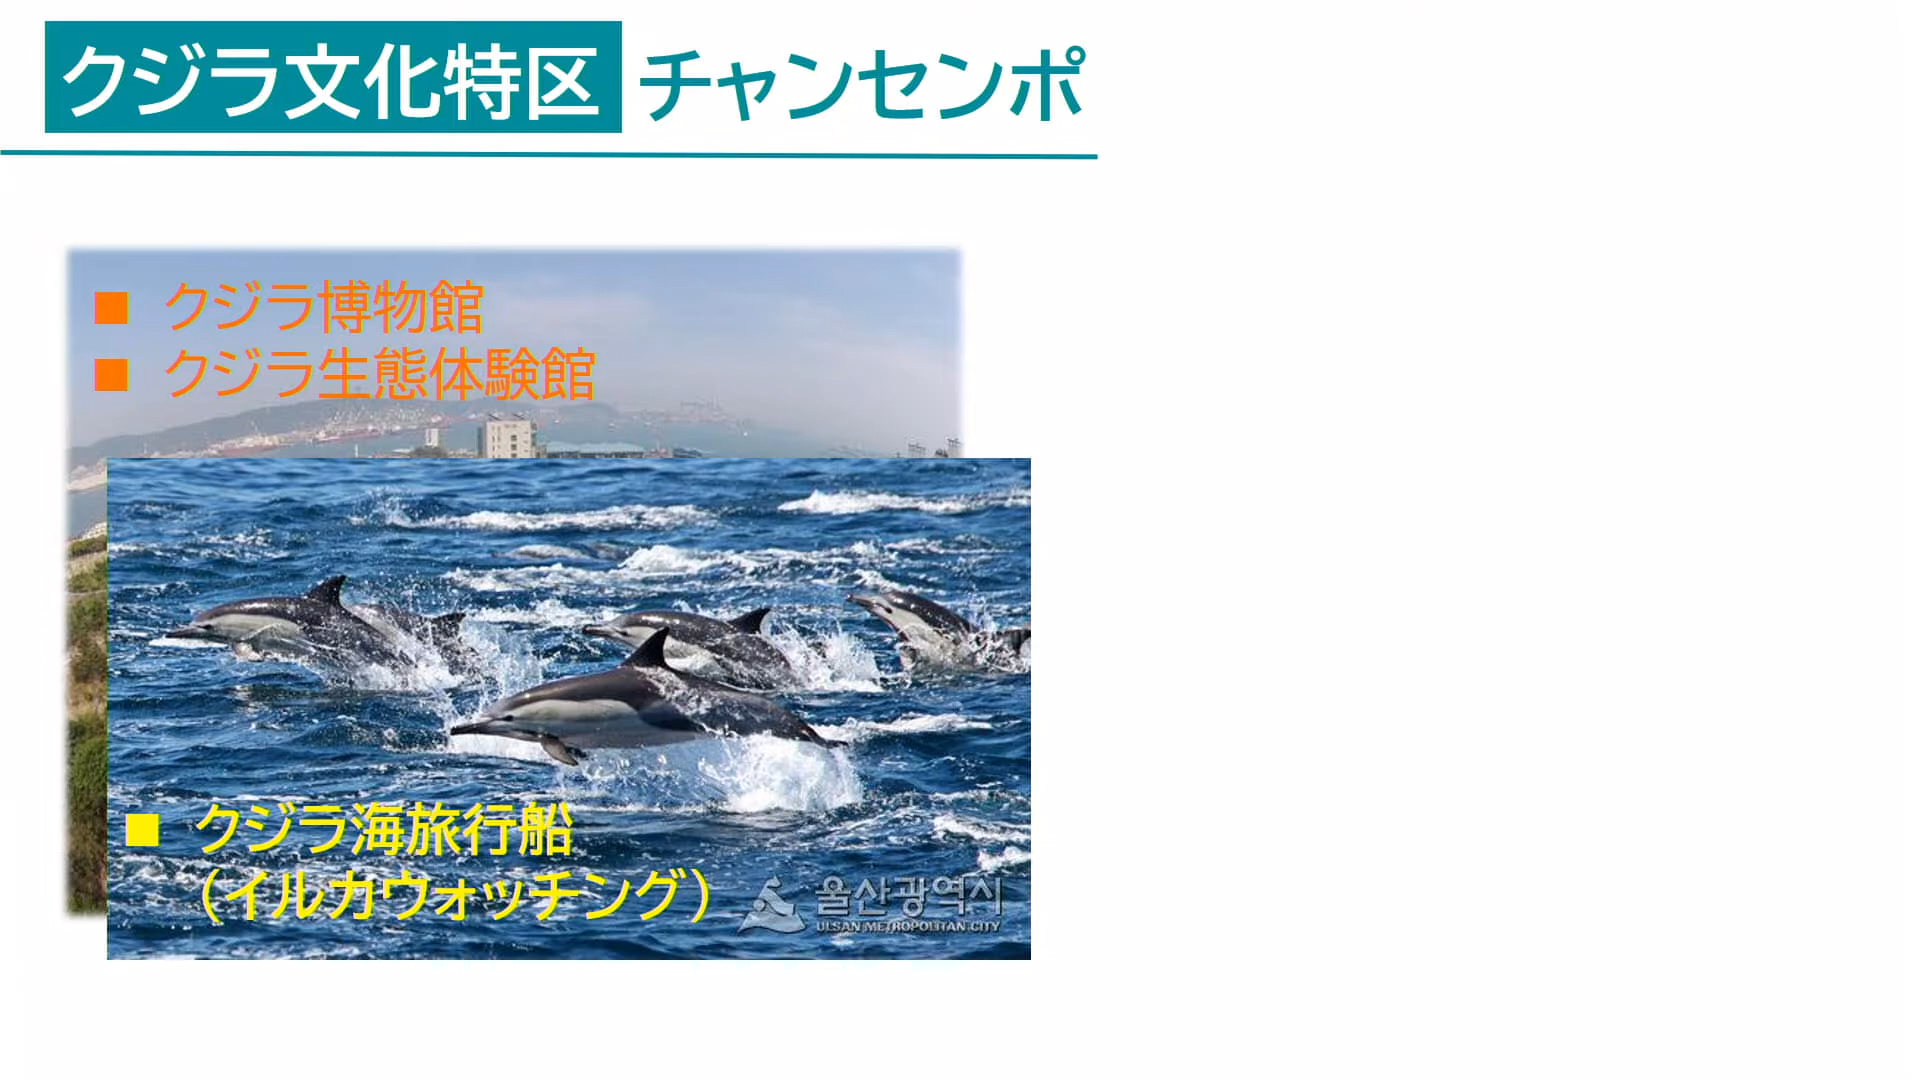 クジラ文化特区 チャンセンポ
■ クジラ博物館
■ クジラ生態体験館
■ クジラ海旅行船
（イルカウォッチング）
울산광역시
ULSAN METROPOLITAN CITY